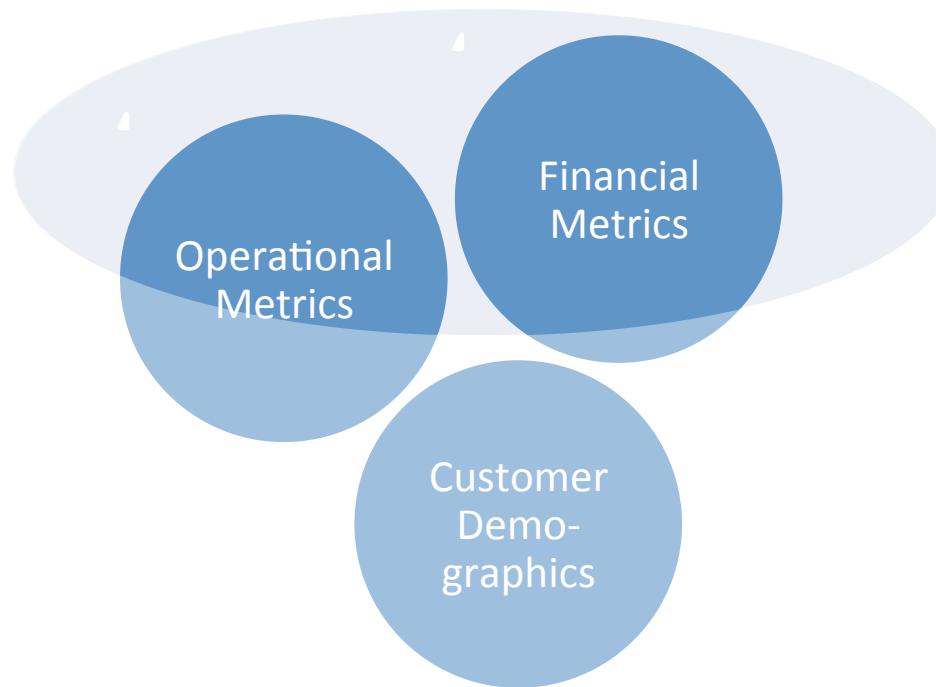 Financial
Metrics
Operational
Metrics
Customer
Demo-
graphics